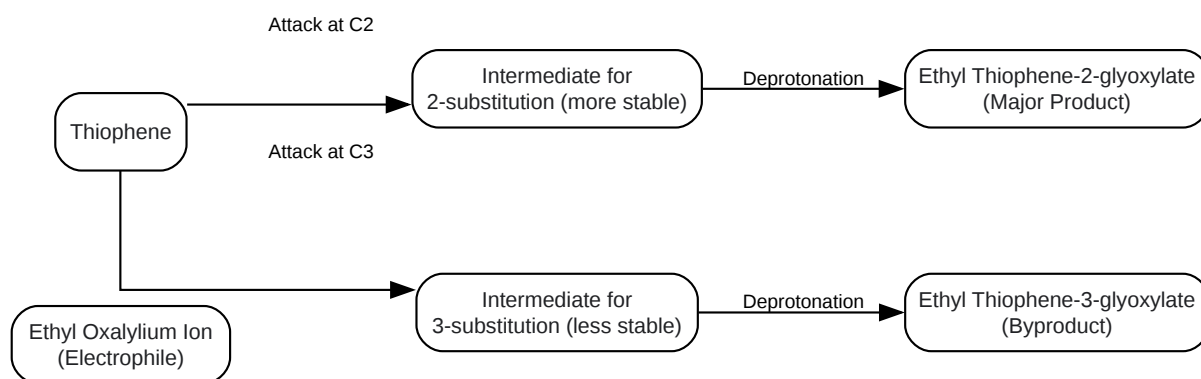 Attack at C2
Intermediate for
2-substitution (more stable)
Deprotonation
Ethyl Thiophene-2-glyoxylate
(Major Product)
Thiophene
Attack at C3
Intermediate for
3-substitution (less stable)
Deprotonation
Ethyl Thiophene-3-glyoxylate
(Byproduct)
Ethyl Oxalylium Ion
(Electrophile)